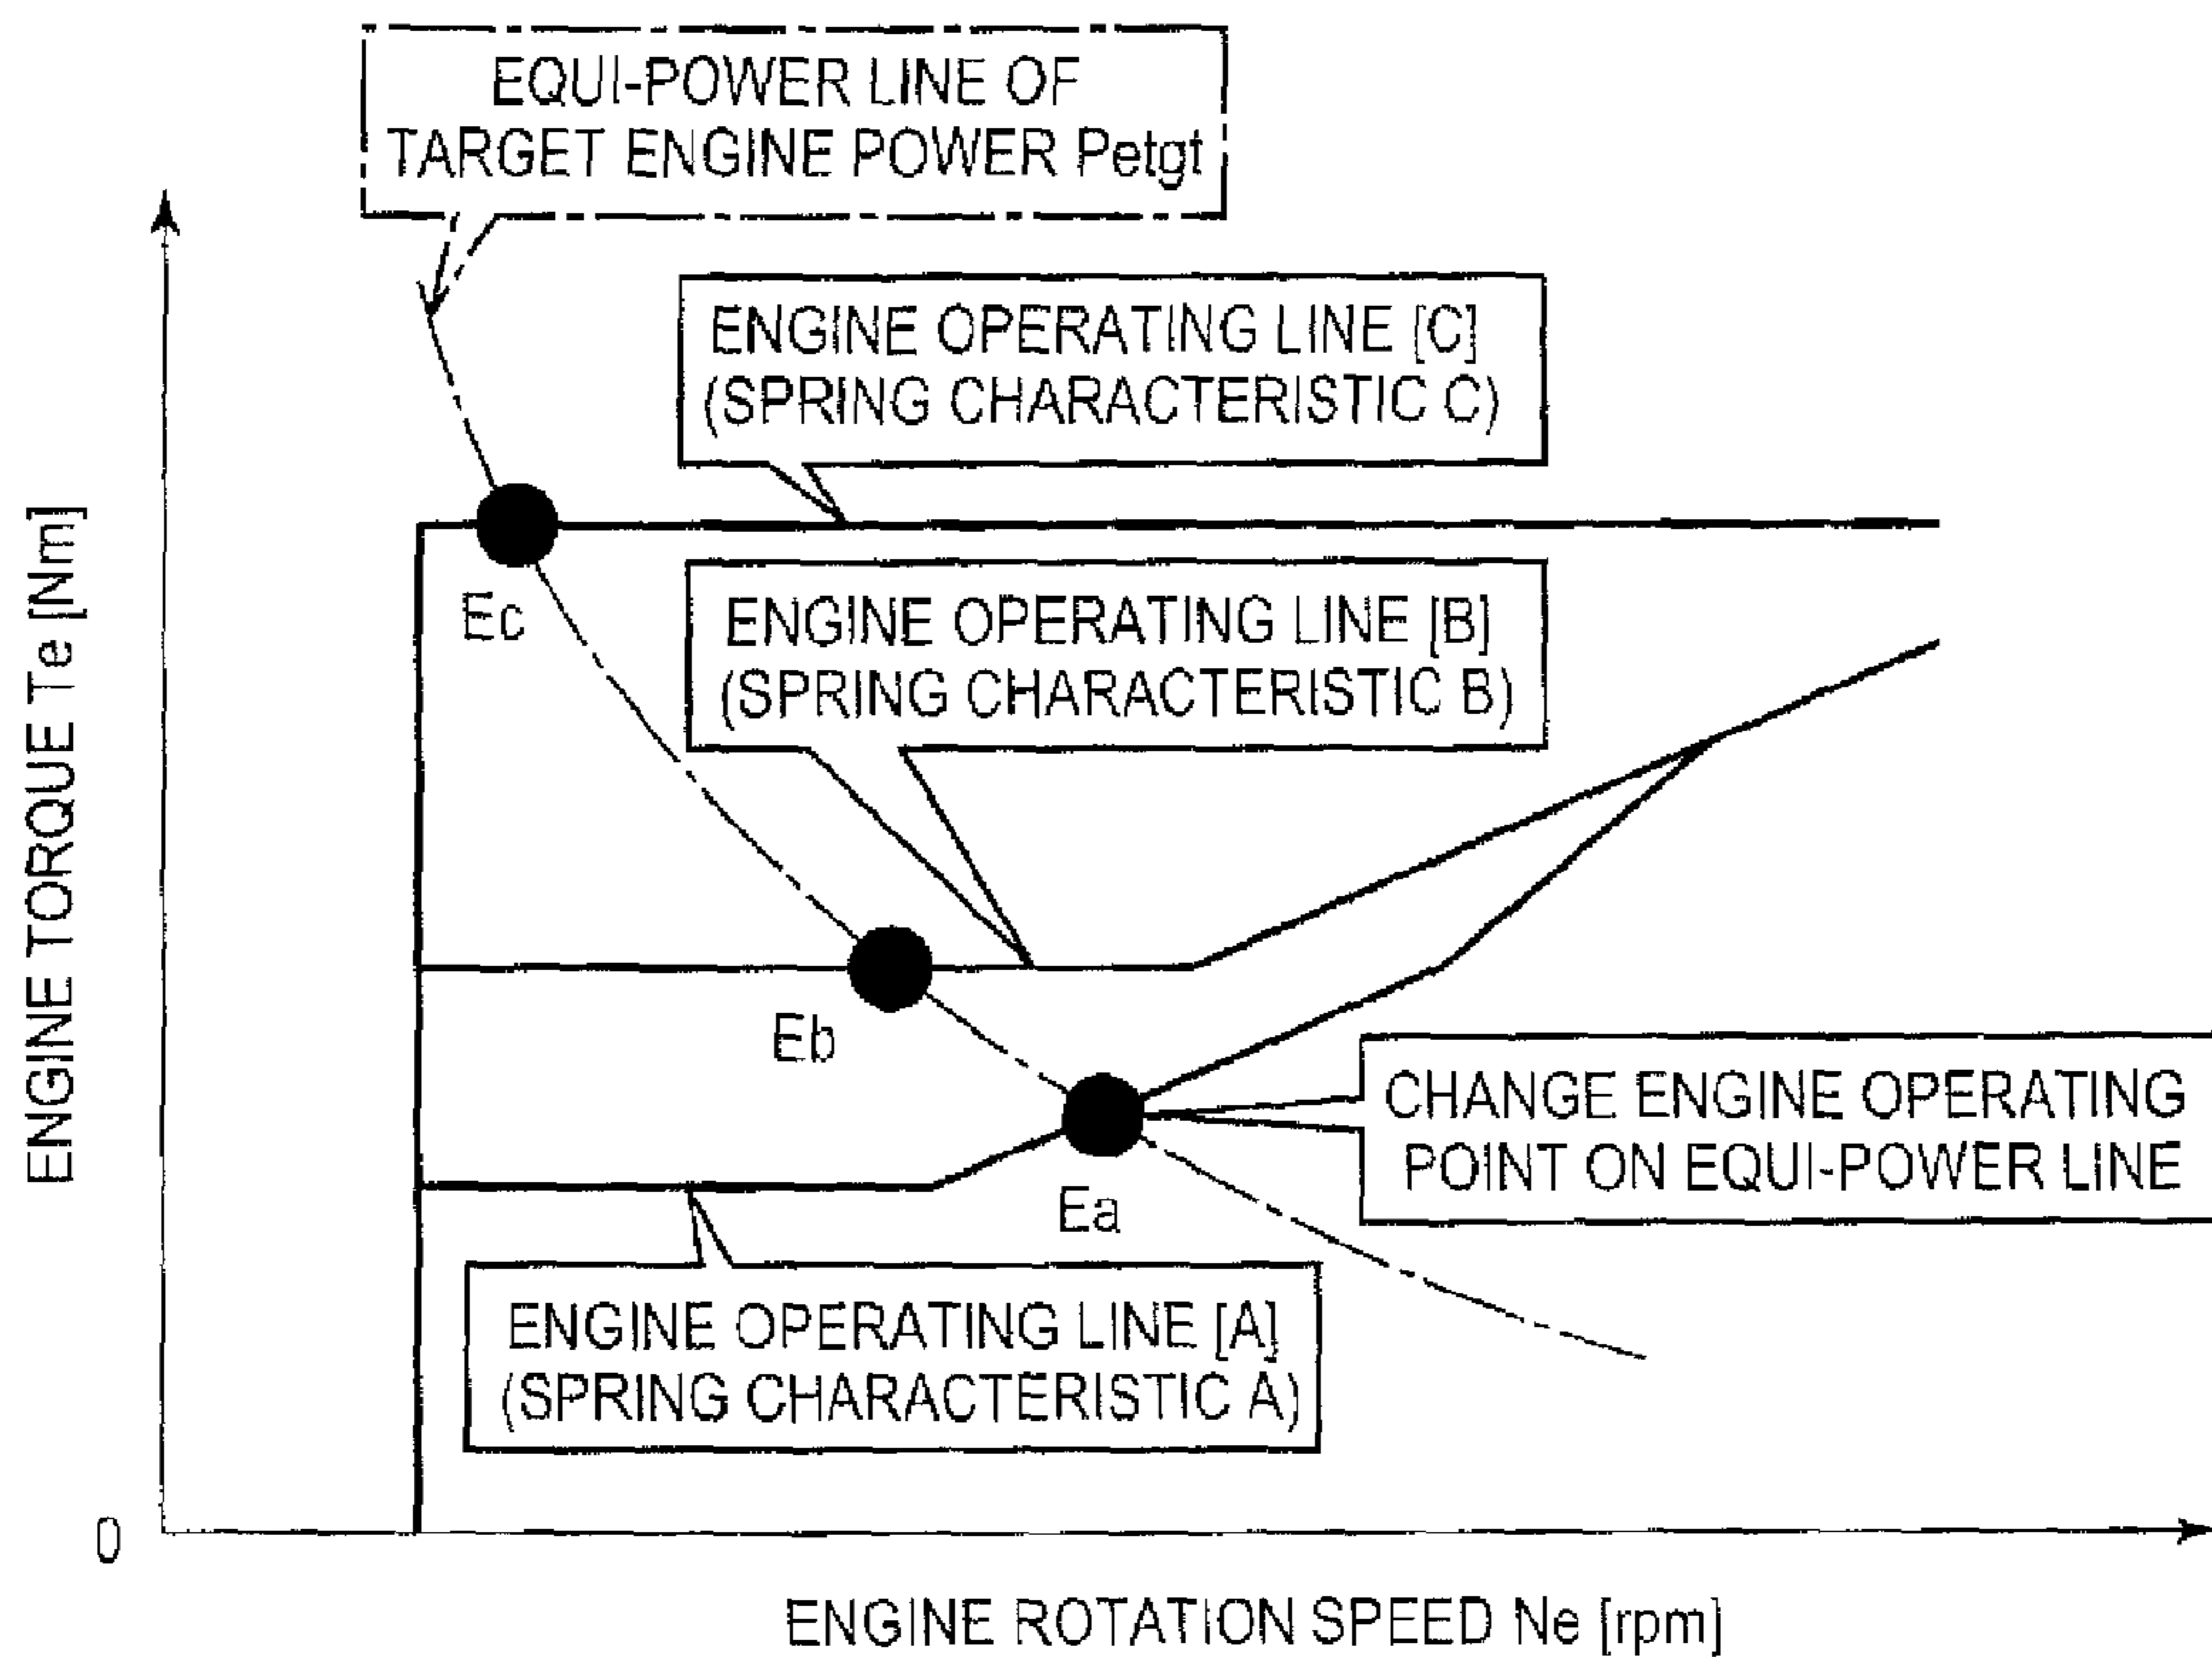 EQUI-POWER LINE OF
TARGET ENGINE POWER Petgt
ENGINE OPERATING LINE [C]
(SPRING CHARACTERISTIC C)
Ec
ENGINE OPERATING LINE [B]
(SPRING CHARACTERISTIC B)
Eb
CHANGE ENGINE OPERATING
POINT ON EQUI-POWER LINE
Ea
ENGINE OPERATING LINE [A]
(SPRING CHARACTERISTIC A)
ENGINE TORQUE Te [Nm]
0
ENGINE ROTATION SPEED Ne [rpm]